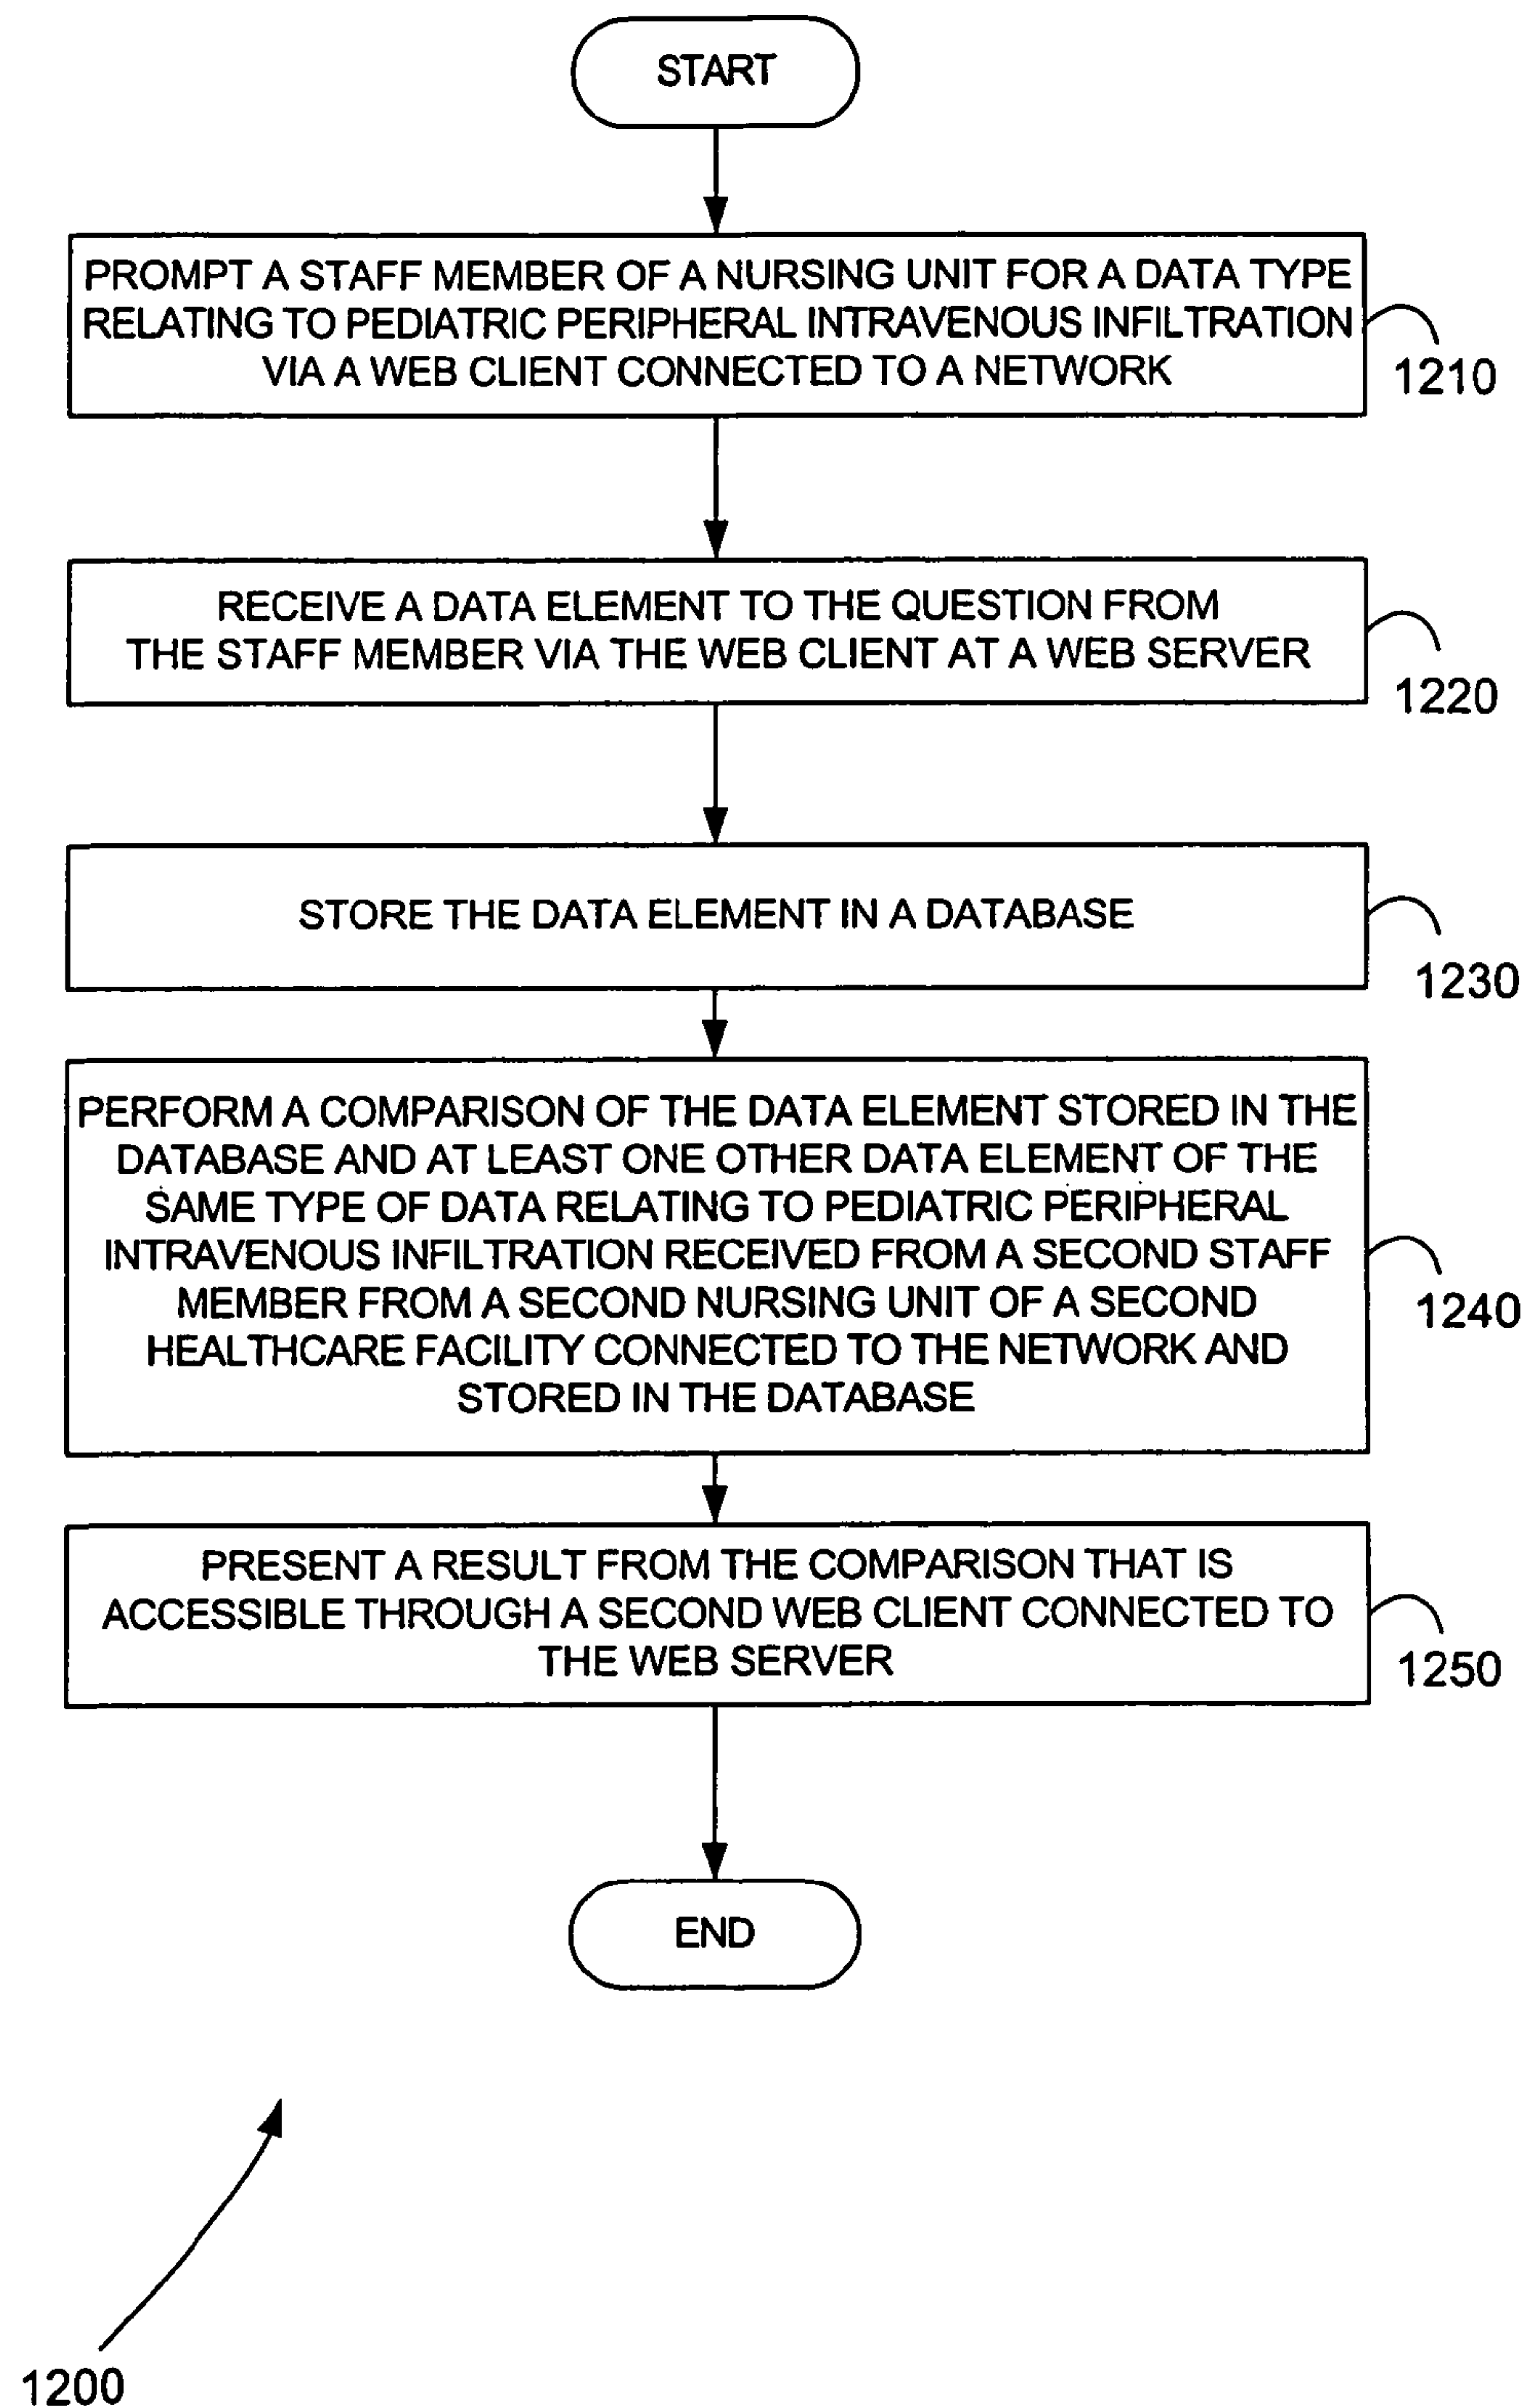 START
PROMPT A STAFF MEMBER OF A NURSING UNIT FOR A DATA TYPE
RELATING TO PEDIATRIC PERIPHERAL INTRAVENOUS INFILTRATION
VIA A WEB CLIENT CONNECTED TO A NETWORK
1210
RECEIVE A DATA ELEMENT TO THE QUESTION FROM
THE STAFF MEMBER VIA THE WEB CLIENT AT A WEB SERVER
1220
STORE THE DATA ELEMENT IN A DATABASE
1230
PERFORM A COMPARISON OF THE DATA ELEMENT STORED IN THE
DATABASE AND AT LEAST ONE OTHER DATA ELEMENT OF THE
SAME TYPE OF DATA RELATING TO PEDIATRIC PERIPHERAL
INTRAVENOUS INFILTRATION RECEIVED FROM A SECOND STAFF
MEMBER FROM A SECOND NURSING UNIT OF A SECOND
HEALTHCARE FACILITY CONNECTED TO THE NETWORK AND
STORED IN THE DATABASE
1240
PRESENT A RESULT FROM THE COMPARISON THAT IS
ACCESSIBLE THROUGH A SECOND WEB CLIENT CONNECTED TO
THE WEB SERVER
1250
END
1200